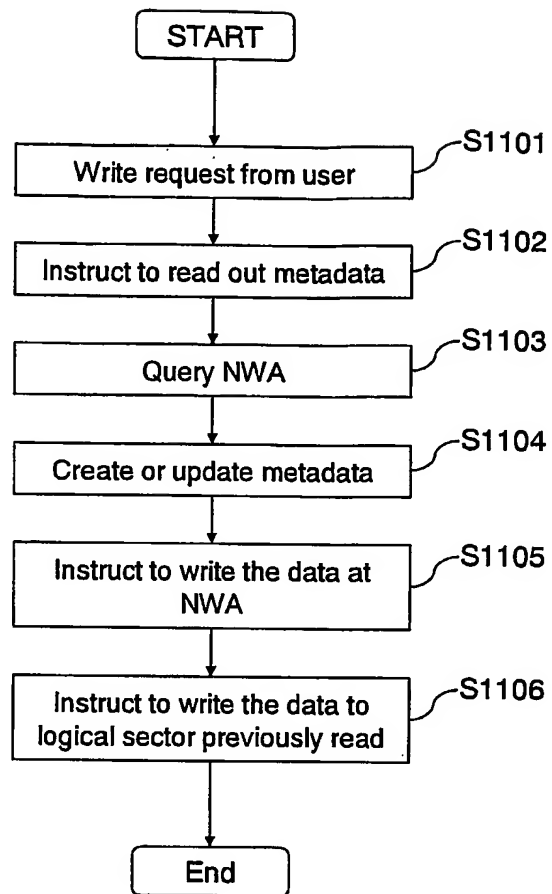 START
S1101
Write request from user
S1102
Instruct to read out metadata
S1103
Query NWA
S1104
Create or update metadata
S1105
Instruct to write the data at
NWA
S1106
Instruct to write the data to
logical sector previously read
End